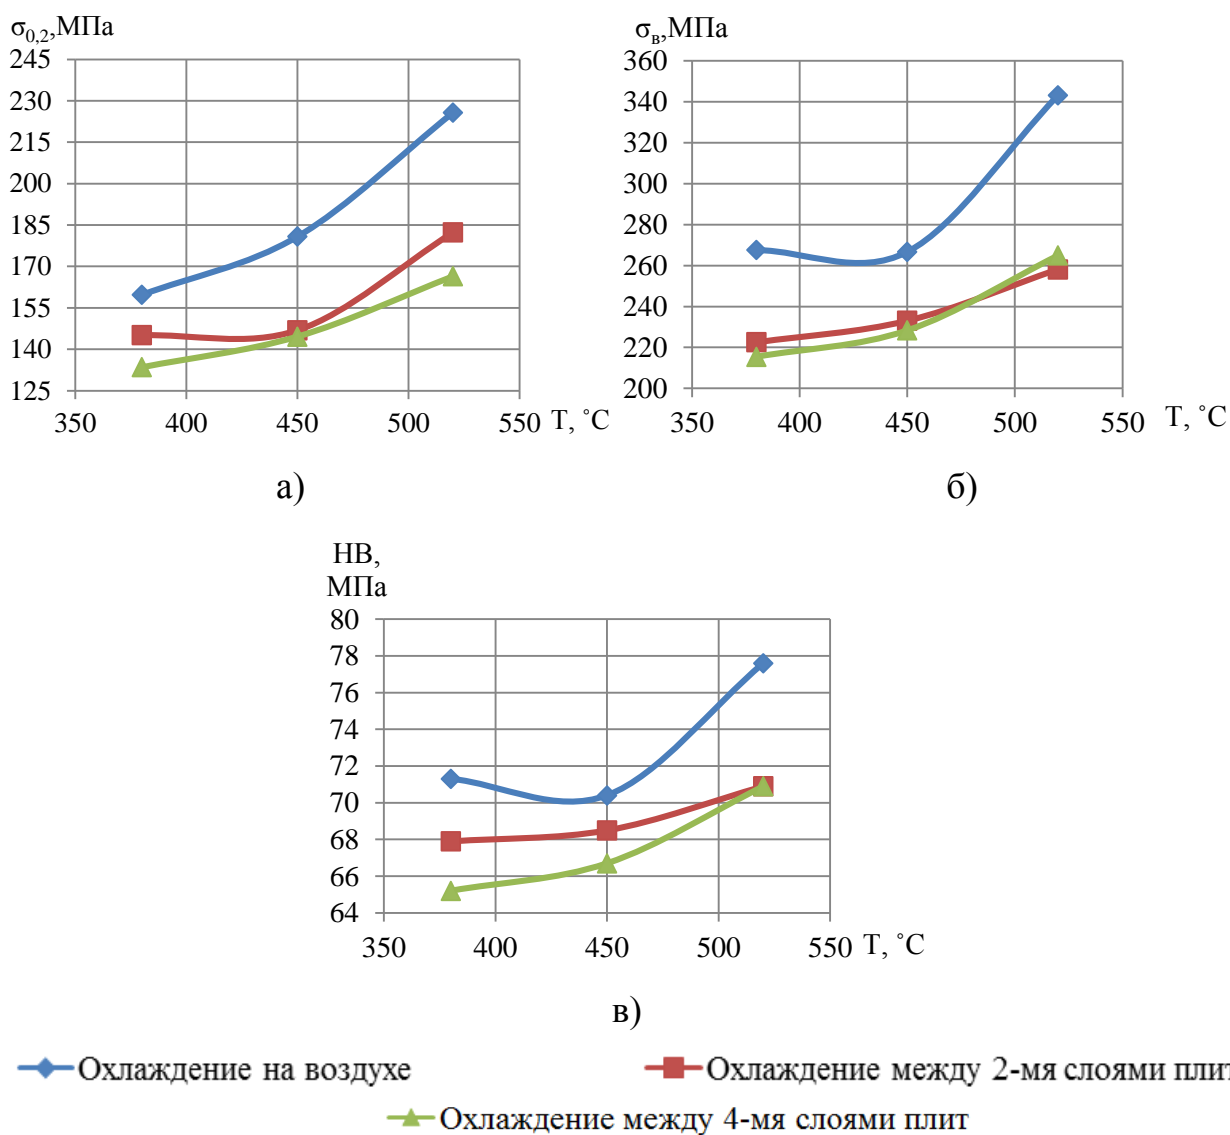 σ0,2,МПа
245
230
215
200
185
170
155
140
125
350 400 450 500 550 T, ˚C
а)
σв,МПа
360
340
320
300
280
260
240
220
200
350 400 450 500 550 T, ˚C
б)
НВ,
МПа
80
78
76
74
72
70
68
66
64
350 400 450 500 550 T, ˚C
в)
Охлаждение на воздухе
Охлаждение между 2-мя слоями плит
Охлаждение между 4-мя слоями плит